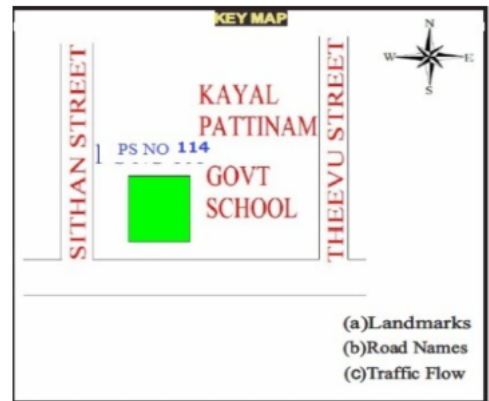 KEY MAP
N
W E
S
SITHAN STREET
KAYAL
PATTINAM
THEEVU STREET
PS NO 114
GOVT
SCHOOL
(a)Landmarks
(b)Road Names
(c)Traffic Flow